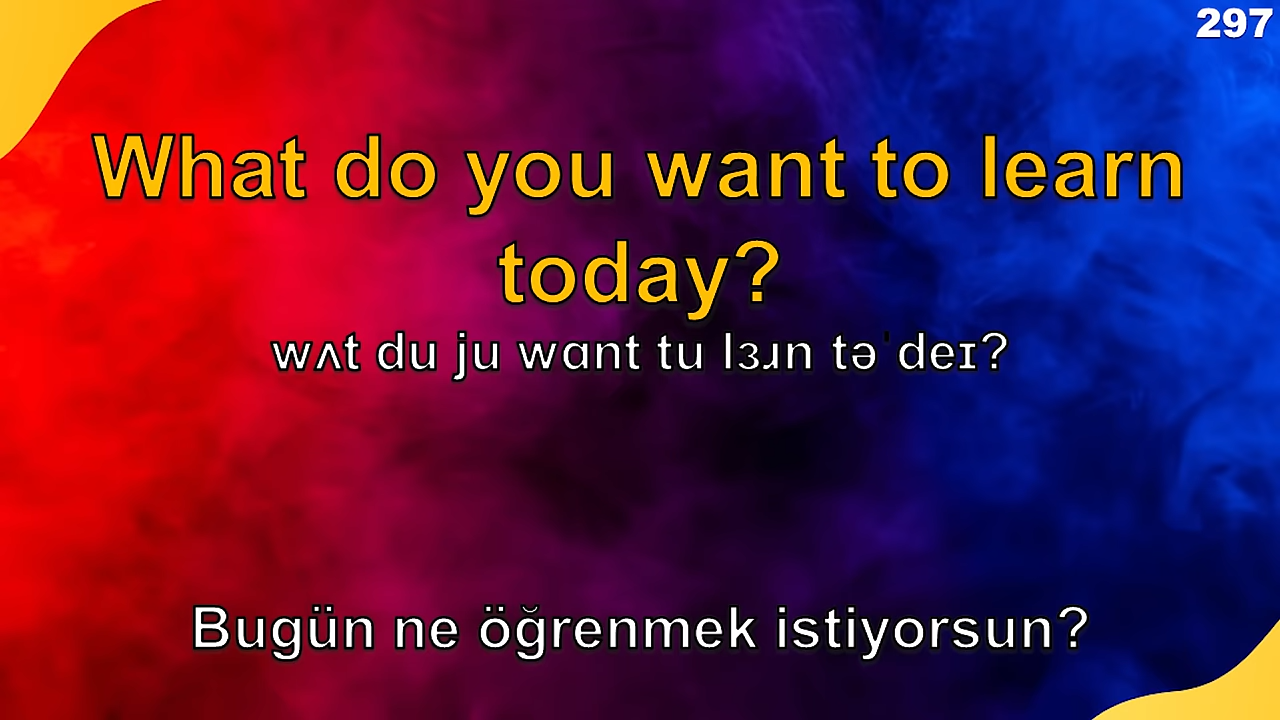 297
What do you want to learn
today?
wʌt du ju wɑnt tu lɜɹn təˈdeɪ?
Bugün ne öğrenmek istiyorsun?